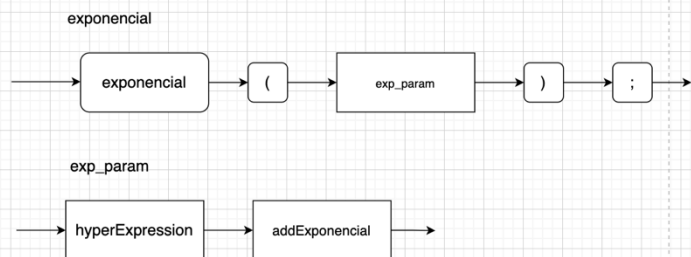 exponencial
exponencial ( exp_param ) ;
exp_param
hyperExpression addExponencial